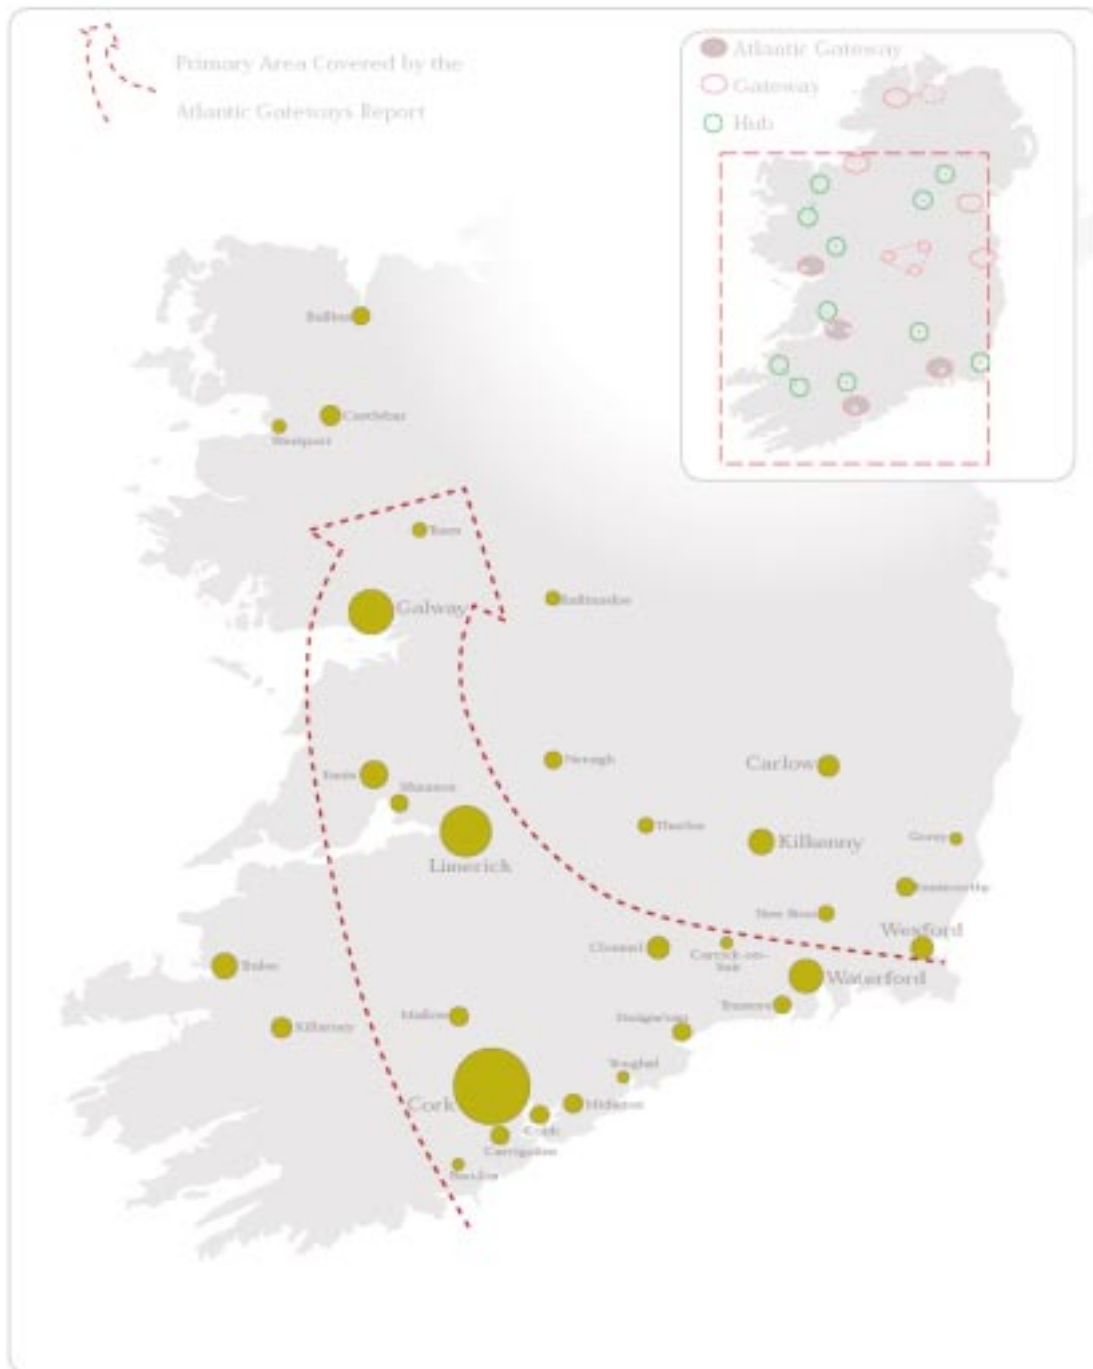 Primary Area Covered by the
Atlantic Gateways Report
Atlantic Gateway
Gateway
Hub
Castlebar
Westport
Tuam
Galway
Ballinasloe
Nenagh
Carlow
Ennis
Shannon
Thurles
Kilkenny
Gorey
Limerick
Enniscorthy
New Ross
Wexford
Clonmel
Carrick-on-
Suir
Tralee
Waterford
Tramore
Mallow
Dungarvan
Killarney
Youghal
Cork
Midleton
Cobh
Carrigaline